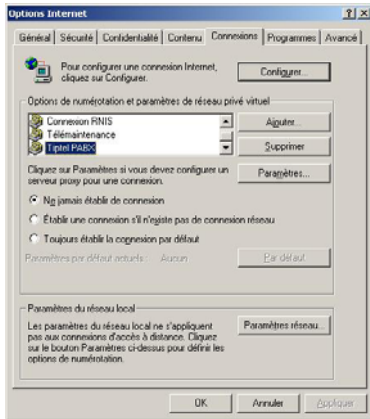 Options Internet
Général Sécurité Confidentialité Contenu Connexions Programmes Avancé
Pour configurer une connexion Internet,
cliquez sur Configurer.
Configurer...
Options de numérotation et paramètres de réseau privé virtuel
Connexion RNIS
Télémaintenance
Tiptel PABX
Ajouter...
Supprimer
Cliquez sur Paramètres si vous devez configurer un
serveur proxy pour une connexion.
Paramètres...
Ne jamais établir de connexion
Établir une connexion s'il n'existe pas de connexion réseau
Toujours établir la connexion par défaut
Paramètres par défaut actuels : Aucun
Par défaut
Paramètres du réseau local
Les paramètres du réseau local ne s'appliquent
pas aux connexions d'accès à distance. Cliquez
sur le bouton Paramètres ci-dessus pour définir les
options de numérotation.
Paramètres réseau...
OK Annuler Appliquer